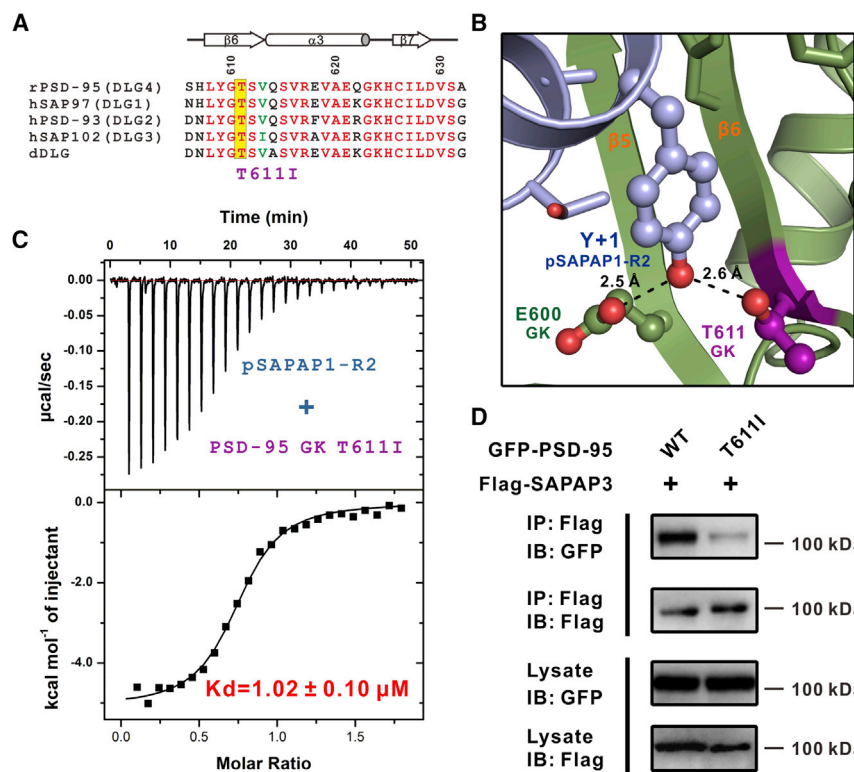 A
β6
α3
β7
610
620
630
rPSD-95(DLG4) SHLYGTSVQSVREVAEQGKHCILDVSA
hSAP97(DLG1) NHLYGTSVQSVREVAEKGKHCILDVSG
hPSD-93(DLG2) DNLYGTSVQSVRFVAERGKHCILDVSG
hSAP102(DLG3) DNLYGTSIQSVRAVAERGKHCILDVSG
dDLG DNLYGTSVASVREVAEKGKHCILDVSG
T611I
B
β5
β6
Y+1
pSAPAP1-R2
2.5 Å
2.6 Å
E600
GK
T611
GK
C
Time (min)
0 10 20 30 40 50
0.00
-0.05
-0.10
-0.15
-0.20
-0.25
µcal/sec
pSAPAP1-R2
+
PSD-95 GK T611I
0.0
-2.0
-4.0
kcal mol⁻¹ of injectant
Kd=1.02 ± 0.10 µM
0.0 0.5 1.0 1.5
Molar Ratio
D
GFP-PSD-95 WT T611I
Flag-SAPAP3 + +
IP: Flag
IB: GFP
100 kD.
IP: Flag
IB: Flag
100 kD.
Lysate
IB: GFP
100 kD.
Lysate
IB: Flag
100 kD.